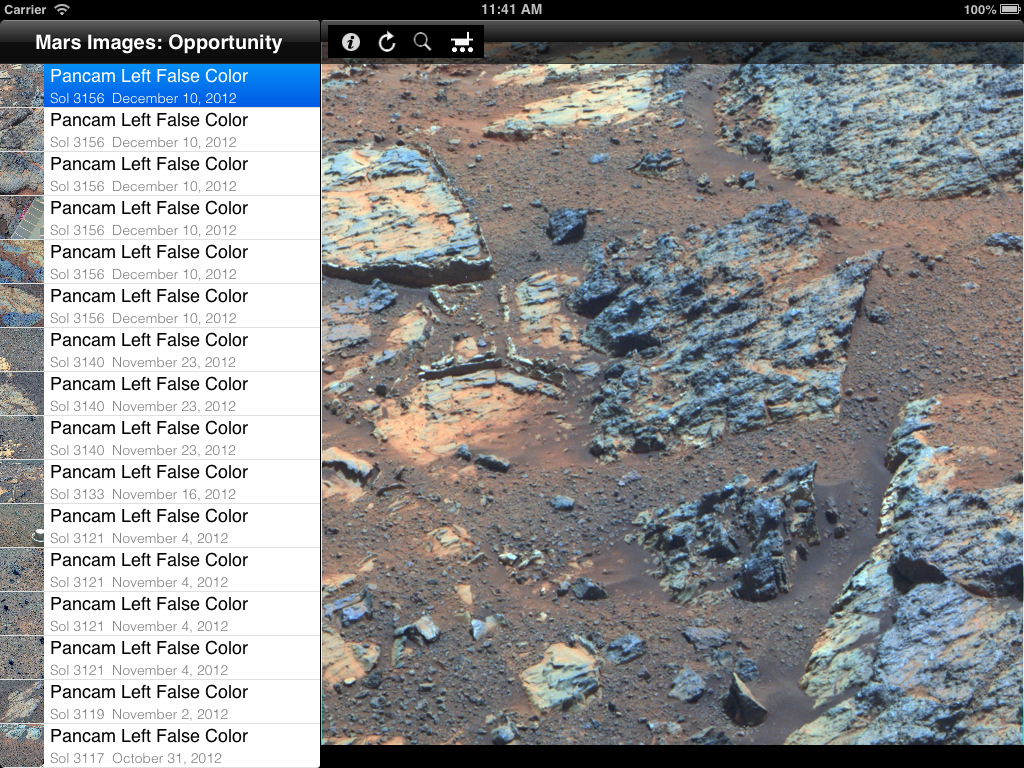 Carrier 11:41 AM 100%
Mars Images: Opportunity
Pancam Left False Color
Sol 3156 December 10, 2012
Pancam Left False Color
Sol 3156 December 10, 2012
Pancam Left False Color
Sol 3156 December 10, 2012
Pancam Left False Color
Sol 3156 December 10, 2012
Pancam Left False Color
Sol 3156 December 10, 2012
Pancam Left False Color
Sol 3156 December 10, 2012
Pancam Left False Color
Sol 3140 November 23, 2012
Pancam Left False Color
Sol 3140 November 23, 2012
Pancam Left False Color
Sol 3140 November 23, 2012
Pancam Left False Color
Sol 3133 November 16, 2012
Pancam Left False Color
Sol 3121 November 4, 2012
Pancam Left False Color
Sol 3121 November 4, 2012
Pancam Left False Color
Sol 3121 November 4, 2012
Pancam Left False Color
Sol 3121 November 4, 2012
Pancam Left False Color
Sol 3119 November 2, 2012
Pancam Left False Color
Sol 3117 October 31, 2012